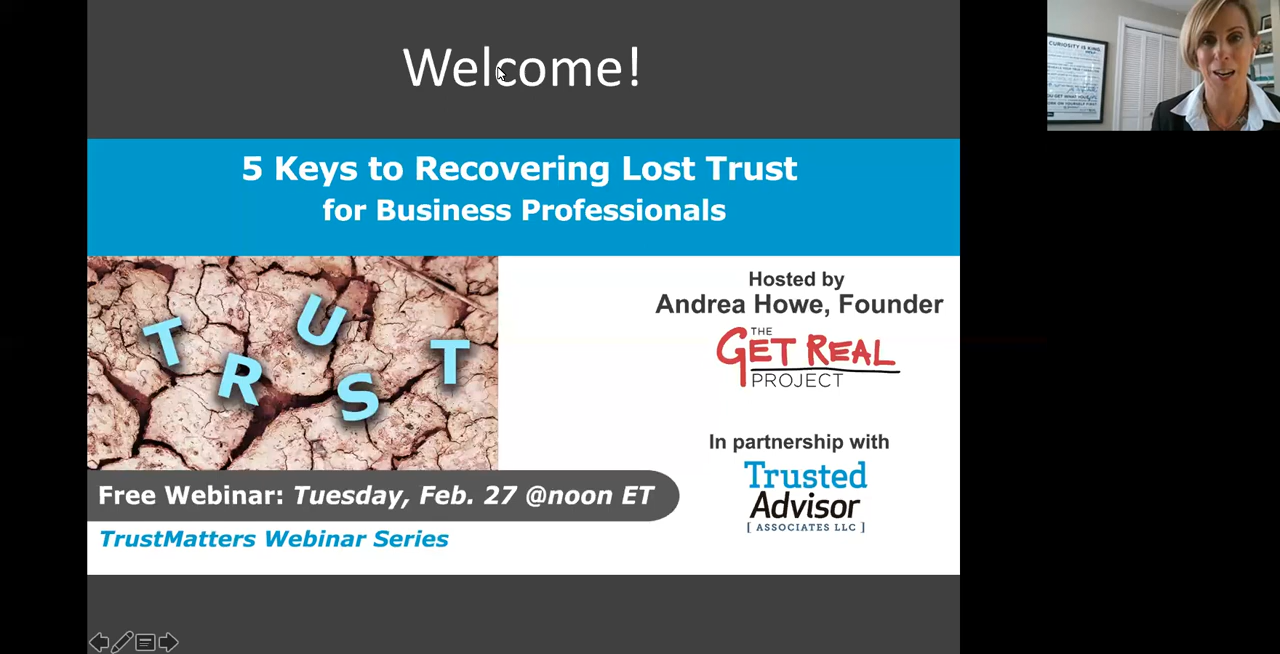 Welcome!
5 Keys to Recovering Lost Trust
for Business Professionals
TRUST
Hosted by
Andrea Howe, Founder
THE
GET REAL
PROJECT
In partnership with
Trusted
Advisor
[ ASSOCIATES LLC ]
Free Webinar: Tuesday, Feb. 27 @noon ET
TrustMatters Webinar Series
CURIOSITY IS KING